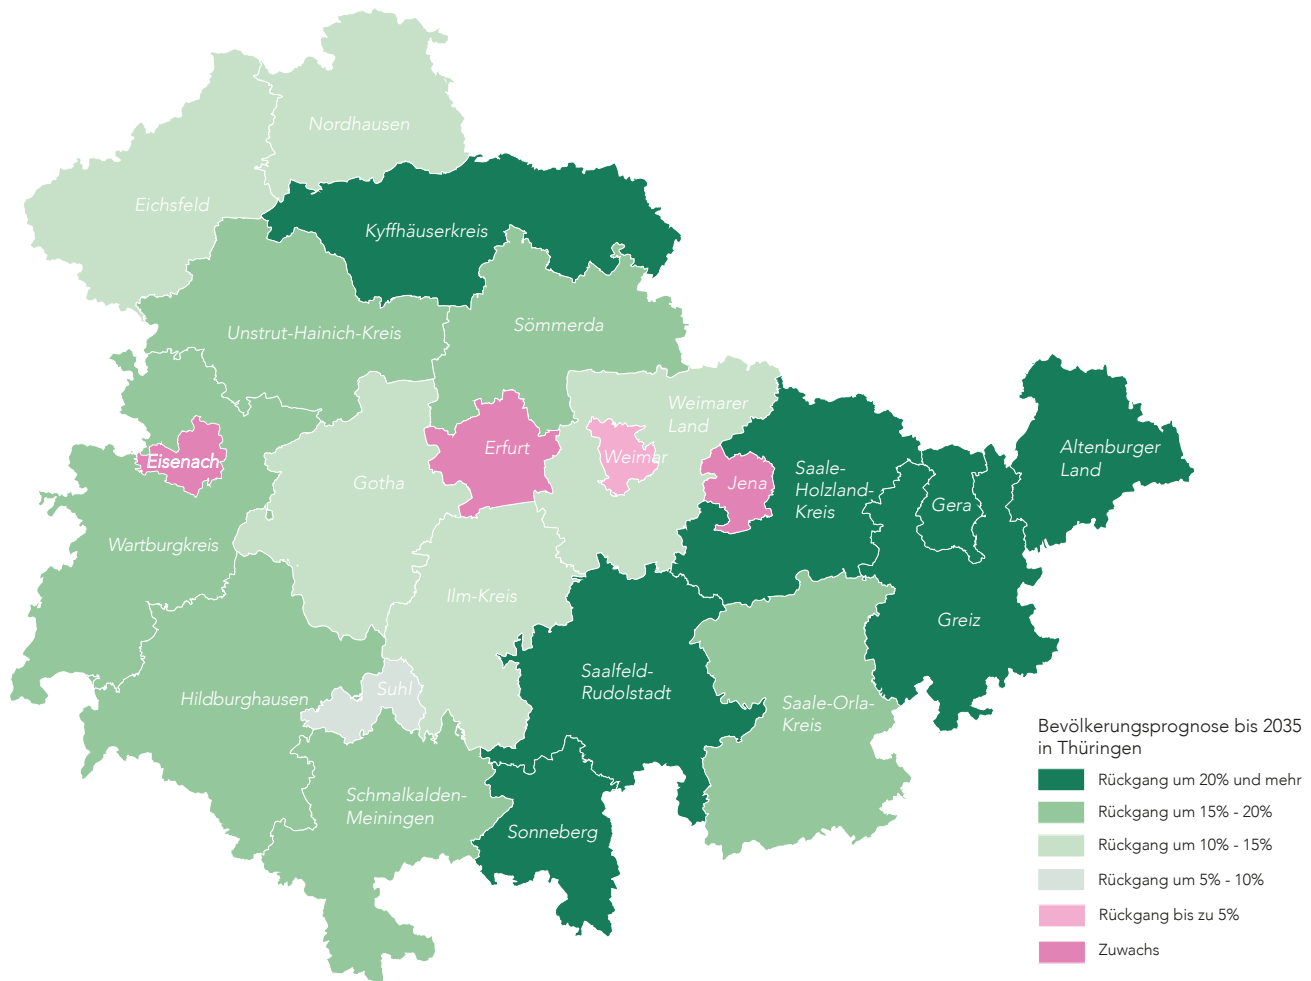 Nordhausen
Eichsfeld
Kyffhäuserkreis
Unstrut-Hainich-Kreis
Sömmerda
Weimarer
Land
Eisenach
Gotha
Erfurt
Weimar
Jena
Saale-
Holzland-
Kreis
Gera
Altenburger
Land
Wartburgkreis
Ilm-Kreis
Greiz
Hildburghausen
Suhl
Saalfeld-
Rudolstadt
Saale-Orla-
Kreis
Schmalkalden-
Meiningen
Sonneberg
Bevölkerungsprognose bis 2035
in Thüringen
Rückgang um 20% und mehr
Rückgang um 15% - 20%
Rückgang um 10% - 15%
Rückgang um 5% - 10%
Rückgang bis zu 5%
Zuwachs